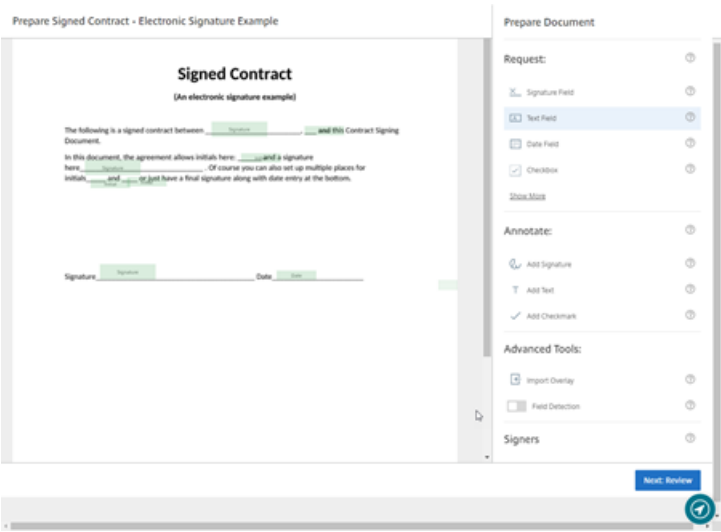 Prepare Signed Contract - Electronic Signature Example
Signed Contract
(An electronic signature example)
The following is a signed contract between Signature , and this Contract Signing
Document.
In this document, the agreement allows initials here: and a signature
here Signature . Of course you can also set up multiple places for
initials and or just have a final signature along with date entry at the bottom.
Signature Signature Date Date
Prepare Document
Request:
Signature Field
Text Field
Date Field
Checkbox
Show More
Annotate:
Add Signature
T Add Text
Add Checkmark
Advanced Tools:
Import Overlay
Field Detection
Signers
Next: Review